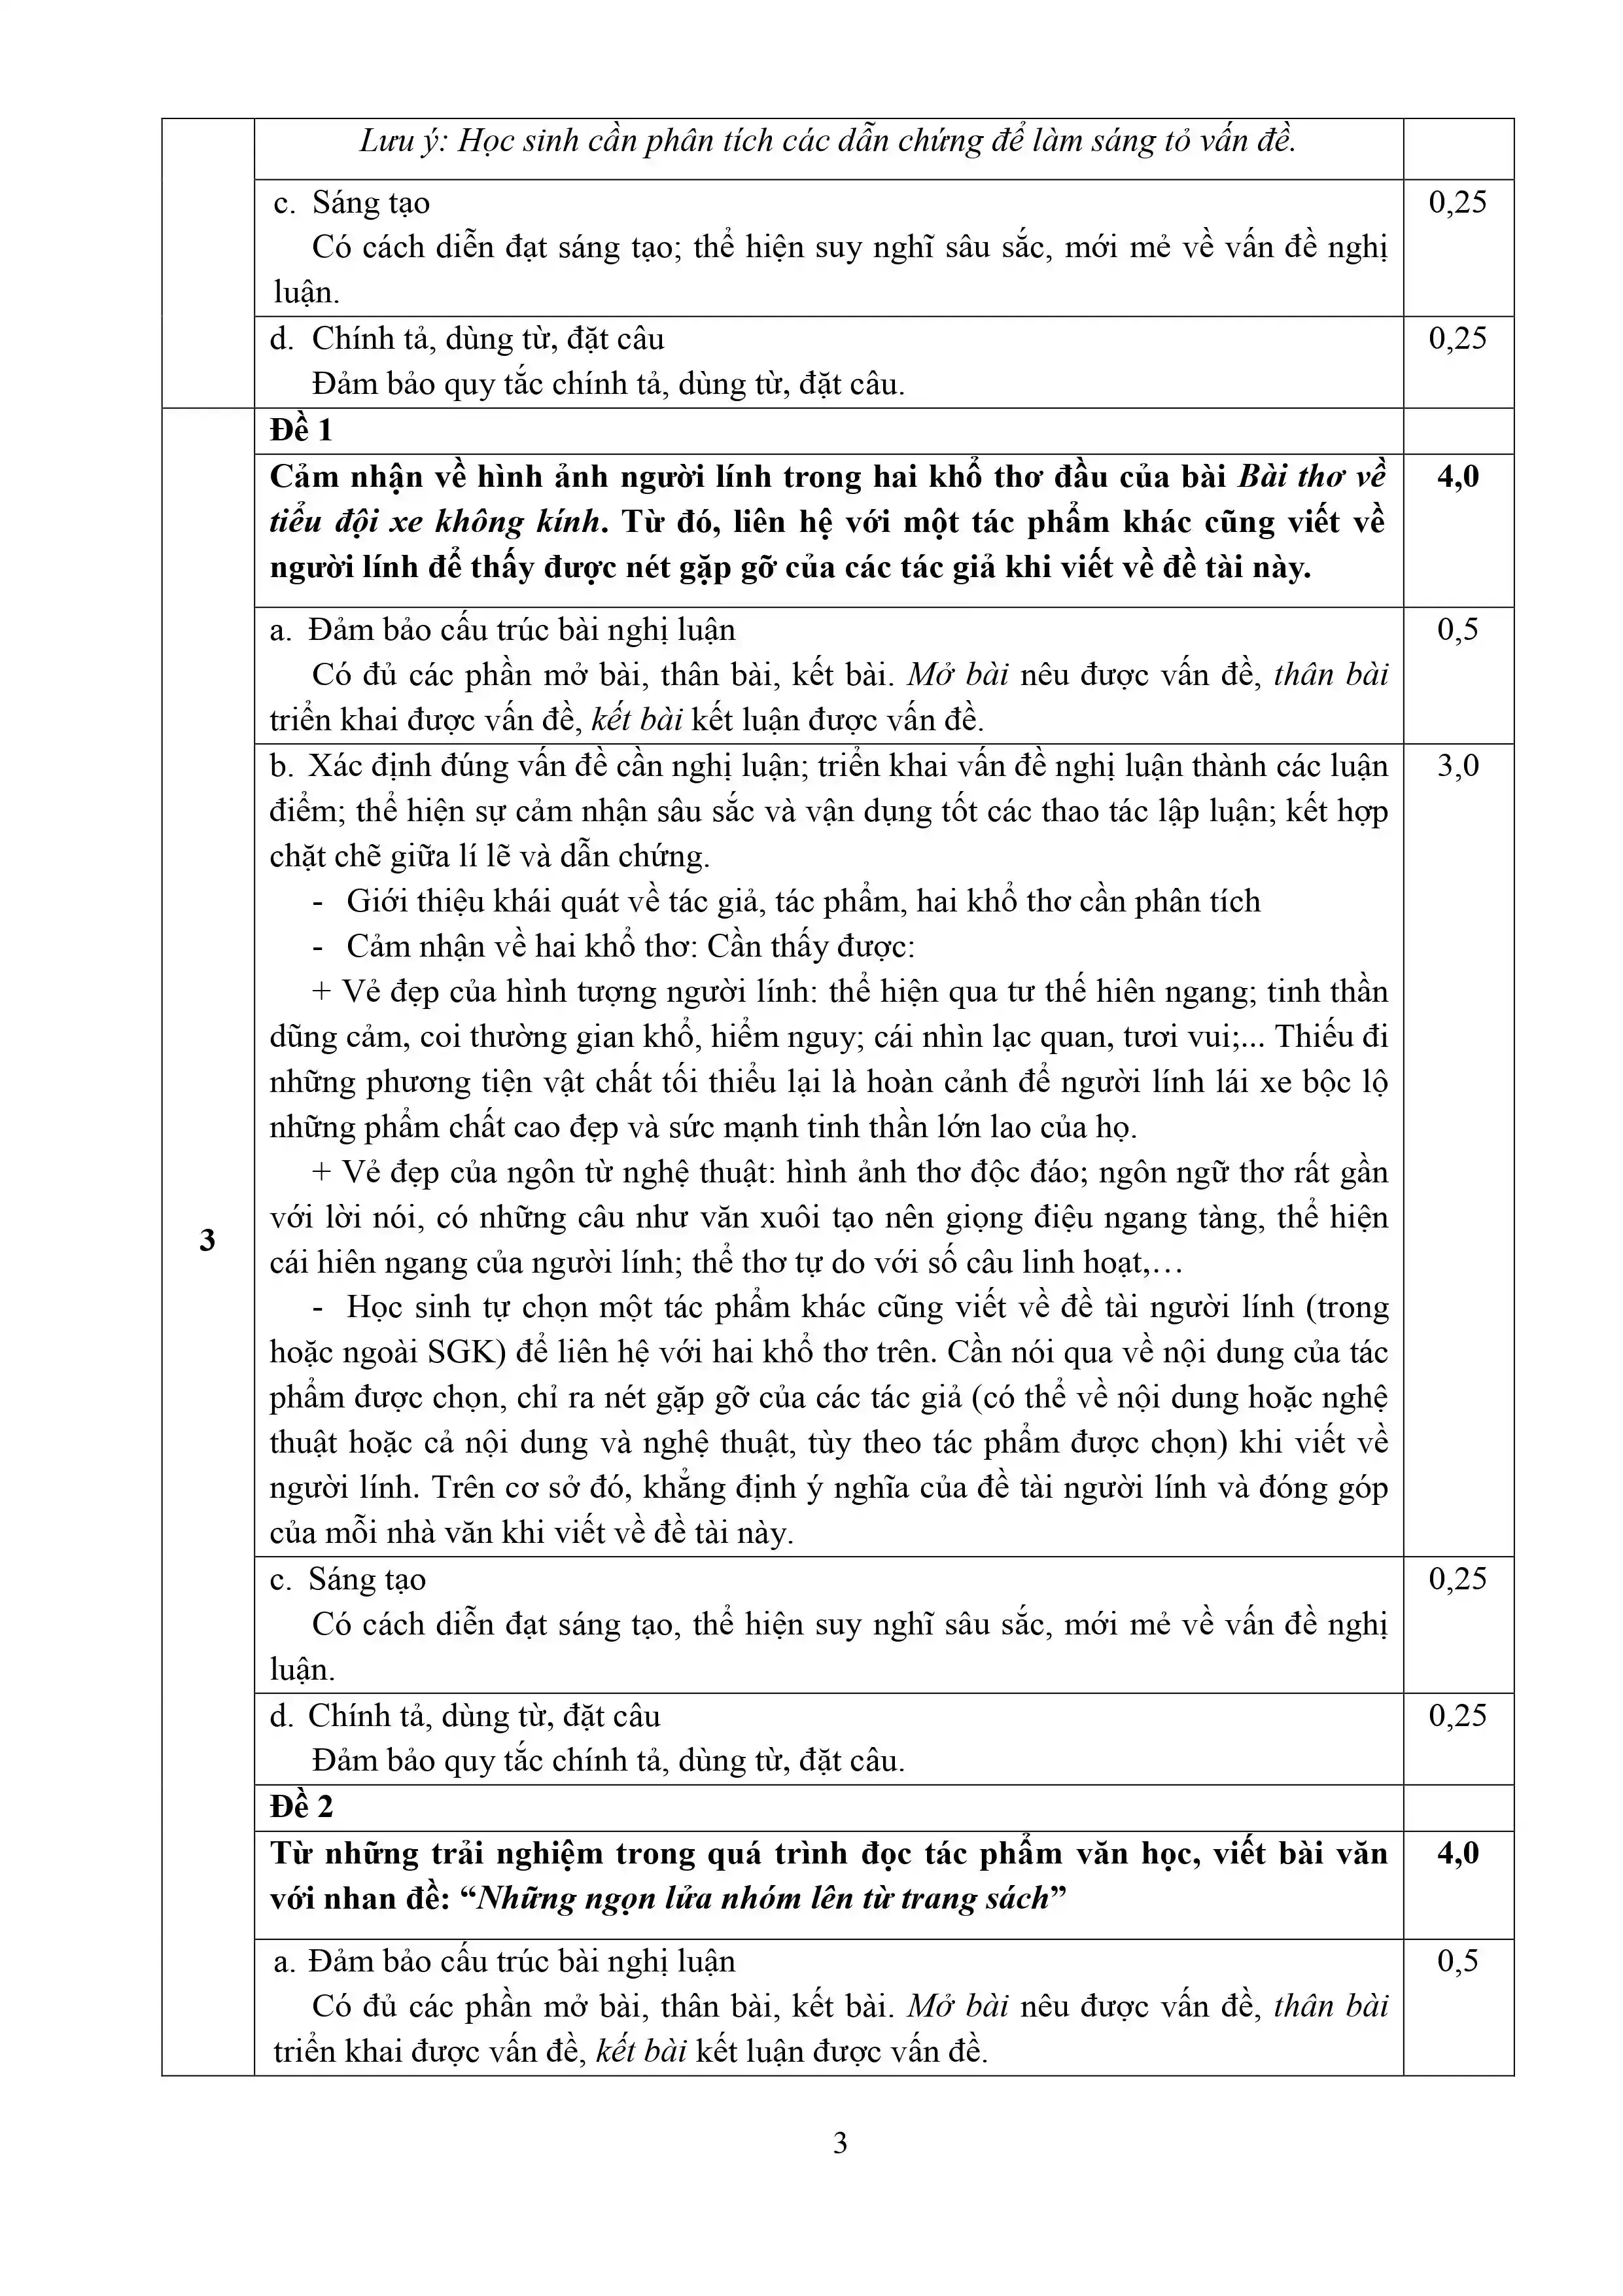 Lưu ý: Học sinh cần phân tích các dẫn chứng để làm sáng tỏ vấn đề.
c. Sáng tạo 0,25
Có cách diễn đạt sáng tạo; thể hiện suy nghĩ sâu sắc, mới mẻ về vấn đề nghị
luận.
d. Chính tả, dùng từ, đặt câu 0,25
Đảm bảo quy tắc chính tả, dùng từ, đặt câu.
Đề 1
Cảm nhận về hình ảnh người lính trong hai khổ thơ đầu của bài Bài thơ về 4,0
tiểu đội xe không kính. Từ đó, liên hệ với một tác phẩm khác cũng viết về
người lính để thấy được nét gặp gỡ của các tác giả khi viết về đề tài này.
a. Đảm bảo cấu trúc bài nghị luận 0,5
Có đủ các phần mở bài, thân bài, kết bài. Mở bài nêu được vấn đề, thân bài
triển khai được vấn đề, kết bài kết luận được vấn đề.
b. Xác định đúng vấn đề cần nghị luận; triển khai vấn đề nghị luận thành các luận 3,0
điểm; thể hiện sự cảm nhận sâu sắc và vận dụng tốt các thao tác lập luận; kết hợp
chặt chẽ giữa lí lẽ và dẫn chứng.
- Giới thiệu khái quát về tác giả, tác phẩm, hai khổ thơ cần phân tích
- Cảm nhận về hai khổ thơ: Cần thấy được:
+ Vẻ đẹp của hình tượng người lính: thể hiện qua tư thế hiên ngang; tinh thần
dũng cảm, coi thường gian khổ, hiểm nguy; cái nhìn lạc quan, tươi vui;... Thiếu đi
những phương tiện vật chất tối thiểu lại là hoàn cảnh để người lính lái xe bộc lộ
những phẩm chất cao đẹp và sức mạnh tinh thần lớn lao của họ.
+ Vẻ đẹp của ngôn từ nghệ thuật: hình ảnh thơ độc đáo; ngôn ngữ thơ rất gần
với lời nói, có những câu như văn xuôi tạo nên giọng điệu ngang tàng, thể hiện
3
cái hiên ngang của người lính; thể thơ tự do với số câu linh hoạt,…
- Học sinh tự chọn một tác phẩm khác cũng viết về đề tài người lính (trong
hoặc ngoài SGK) để liên hệ với hai khổ thơ trên. Cần nói qua về nội dung của tác
phẩm được chọn, chỉ ra nét gặp gỡ của các tác giả (có thể về nội dung hoặc nghệ
thuật hoặc cả nội dung và nghệ thuật, tùy theo tác phẩm được chọn) khi viết về
người lính. Trên cơ sở đó, khẳng định ý nghĩa của đề tài người lính và đóng góp
của mỗi nhà văn khi viết về đề tài này.
c. Sáng tạo 0,25
Có cách diễn đạt sáng tạo, thể hiện suy nghĩ sâu sắc, mới mẻ về vấn đề nghị
luận.
d. Chính tả, dùng từ, đặt câu 0,25
Đảm bảo quy tắc chính tả, dùng từ, đặt câu.
Đề 2
Từ những trải nghiệm trong quá trình đọc tác phẩm văn học, viết bài văn 4,0
với nhan đề: “Những ngọn lửa nhóm lên từ trang sách”
a. Đảm bảo cấu trúc bài nghị luận 0,5
Có đủ các phần mở bài, thân bài, kết bài. Mở bài nêu được vấn đề, thân bài
triển khai được vấn đề, kết bài kết luận được vấn đề.
3